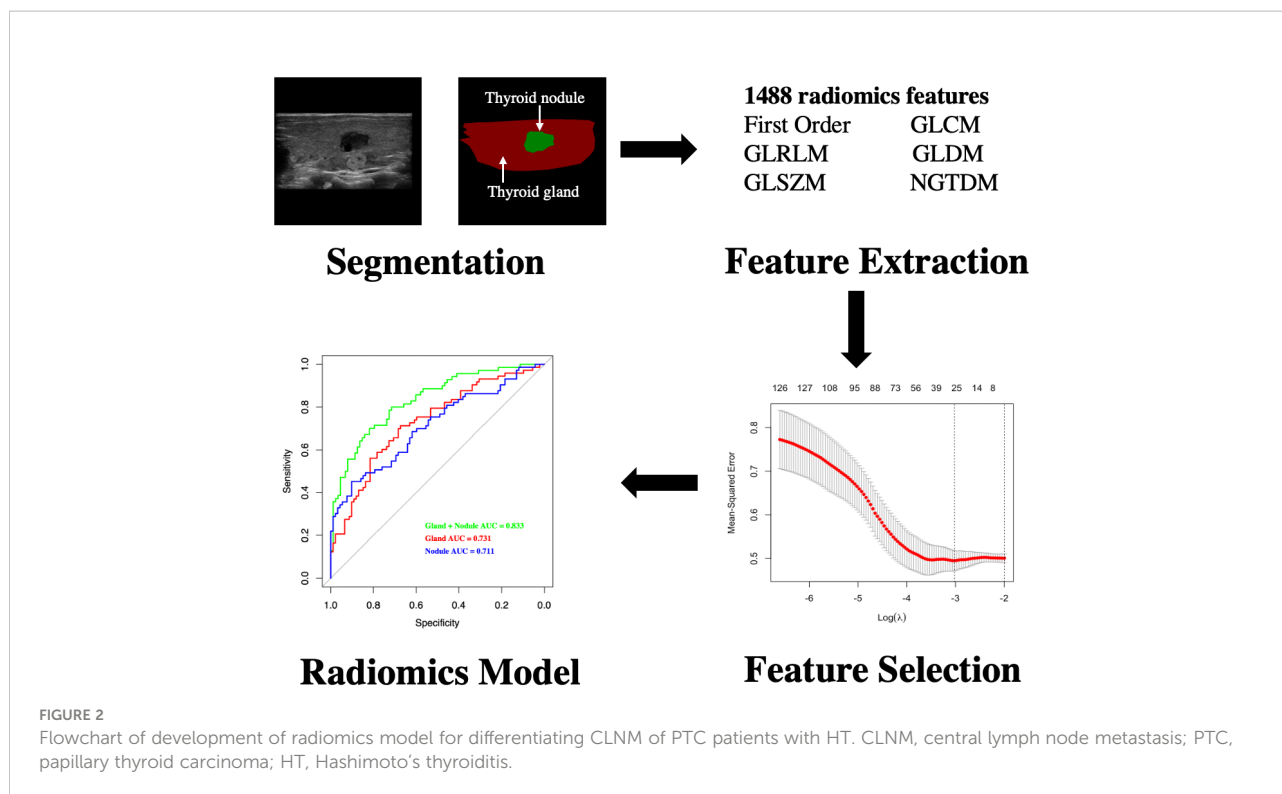 Thyroid nodule
Thyroid gland
Segmentation
1488 radiomics features
First Order GLCM
GLRLM GLDM
GLSZM NGTDM
Feature Extraction
126 127 108 95 88 73 56 39 25 14 8
0.8
0.7
0.6
0.5
Mean-Squared Error
-6 -5 -4 -3 -2
Log(λ)
Feature Selection
1.0
0.8
0.6
0.4
0.2
0.0
Sensitivity
Gland + Nodule AUC = 0.833
Gland AUC = 0.731
Nodule AUC = 0.711
1.0 0.8 0.6 0.4 0.2 0.0
Specificity
Radiomics Model
FIGURE 2
Flowchart of development of radiomics model for differentiating CLNM of PTC patients with HT. CLNM, central lymph node metastasis; PTC,
papillary thyroid carcinoma; HT, Hashimoto's thyroiditis.